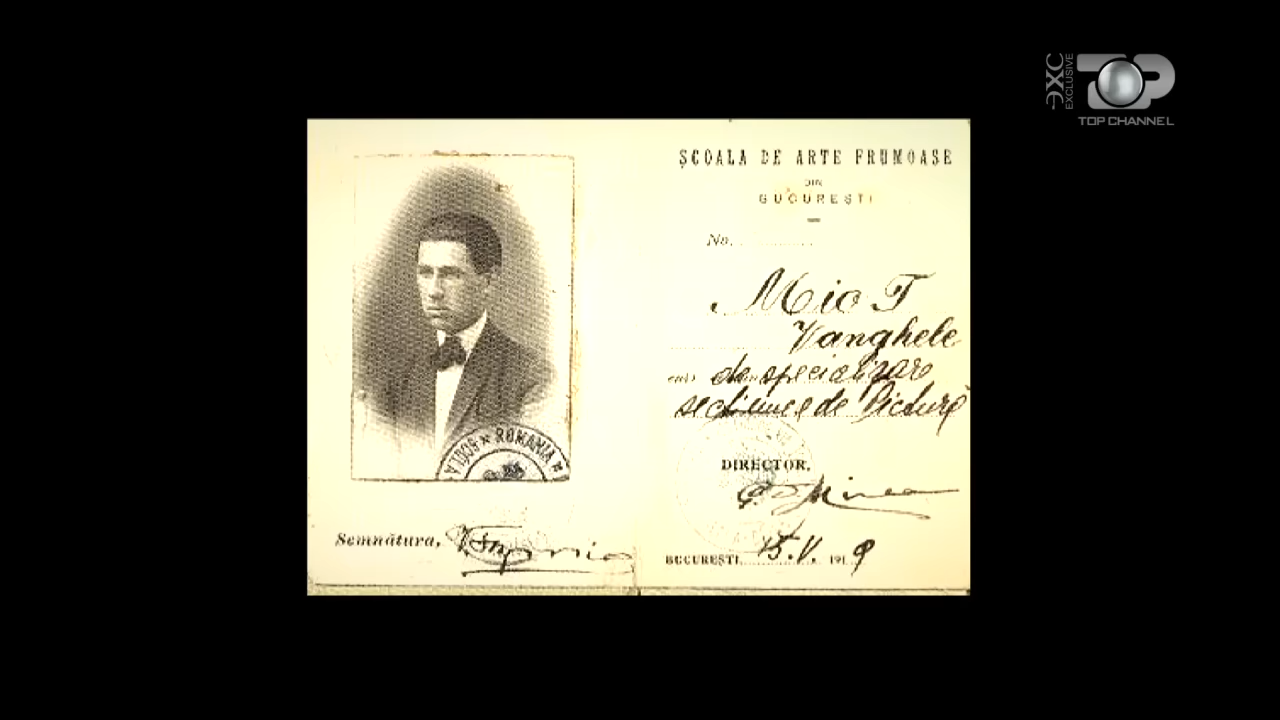 EXC
EXCLUSIVE
TOP
TOP CHANNEL
ȘCOALA DE ARTE FRUMOASE
DIN
BUCUREȘTI
No.
Mio T
Vanghele
de specializare
secțiunea de Pictură
DIRECTOR,
BUCUREȘTI 15.V. 1919
ROMANIA
Semnătura,